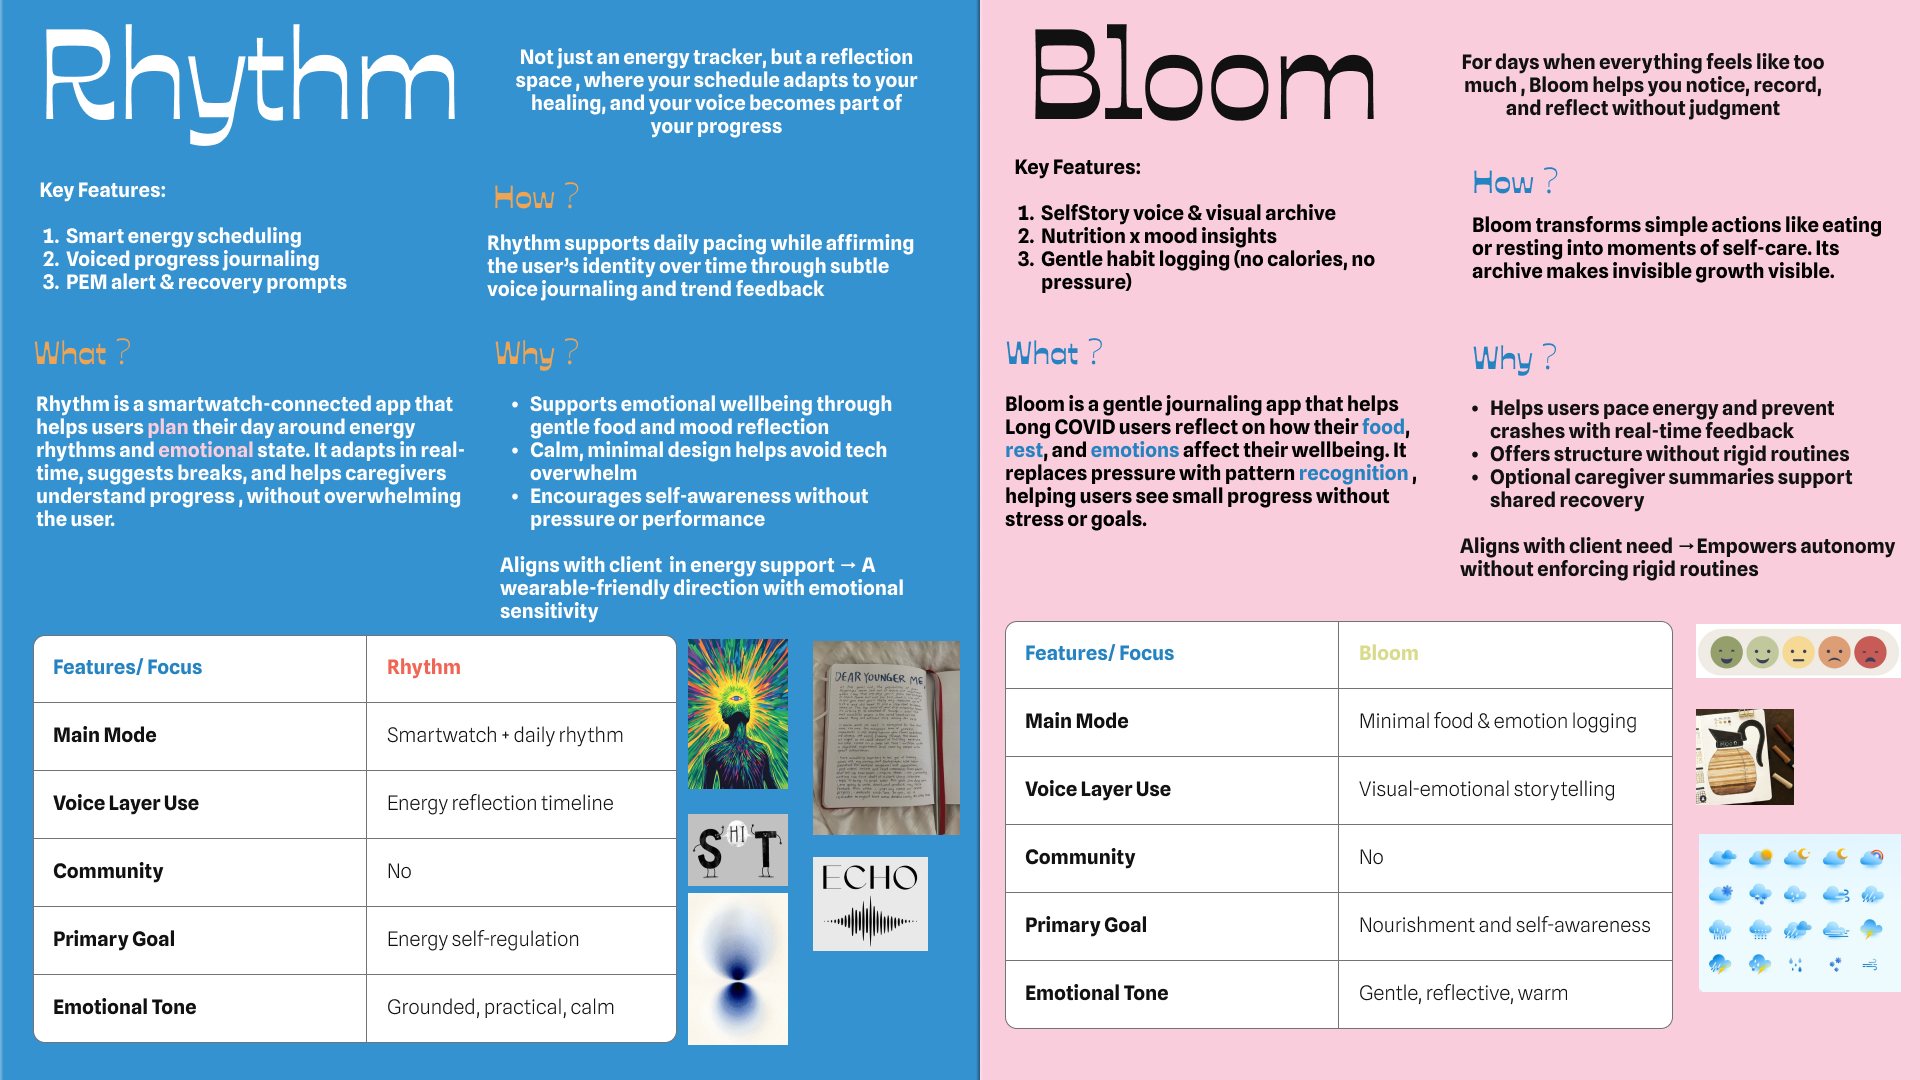 Rhythm
Not just an energy tracker, but a reflection
space , where your schedule adapts to your
healing, and your voice becomes part of
your progress
Key Features:
1. Smart energy scheduling
2. Voiced progress journaling
3. PEM alert & recovery prompts
How ?
Rhythm supports daily pacing while affirming
the user’s identity over time through subtle
voice journaling and trend feedback
What ?
Rhythm is a smartwatch-connected app that
helps users plan their day around energy
rhythms and emotional state. It adapts in real-
time, suggests breaks, and helps caregivers
understand progress , without overwhelming
the user.
Why ?
• Supports emotional wellbeing through
gentle food and mood reflection
• Calm, minimal design helps avoid tech
overwhelm
• Encourages self-awareness without
pressure or performance
Aligns with client in energy support → A
wearable-friendly direction with emotional
sensitivity
Features/ Focus Rhythm
Main Mode Smartwatch + daily rhythm
Voice Layer Use Energy reflection timeline
Community No
Primary Goal Energy self-regulation
Emotional Tone Grounded, practical, calm
DEAR YOUNGER ME,
S HI T
ECHO
Bloom
For days when everything feels like too
much , Bloom helps you notice, record,
and reflect without judgment
Key Features:
1. SelfStory voice & visual archive
2. Nutrition x mood insights
3. Gentle habit logging (no calories, no
pressure)
How ?
Bloom transforms simple actions like eating
or resting into moments of self-care. Its
archive makes invisible growth visible.
What ?
Bloom is a gentle journaling app that helps
Long COVID users reflect on how their food,
rest, and emotions affect their wellbeing. It
replaces pressure with pattern recognition ,
helping users see small progress without
stress or goals.
Why ?
• Helps users pace energy and prevent
crashes with real-time feedback
• Offers structure without rigid routines
• Optional caregiver summaries support
shared recovery
Aligns with client need → Empowers autonomy
without enforcing rigid routines
Features/ Focus Bloom
Main Mode Minimal food & emotion logging
Voice Layer Use Visual-emotional storytelling
Community No
Primary Goal Nourishment and self-awareness
Emotional Tone Gentle, reflective, warm